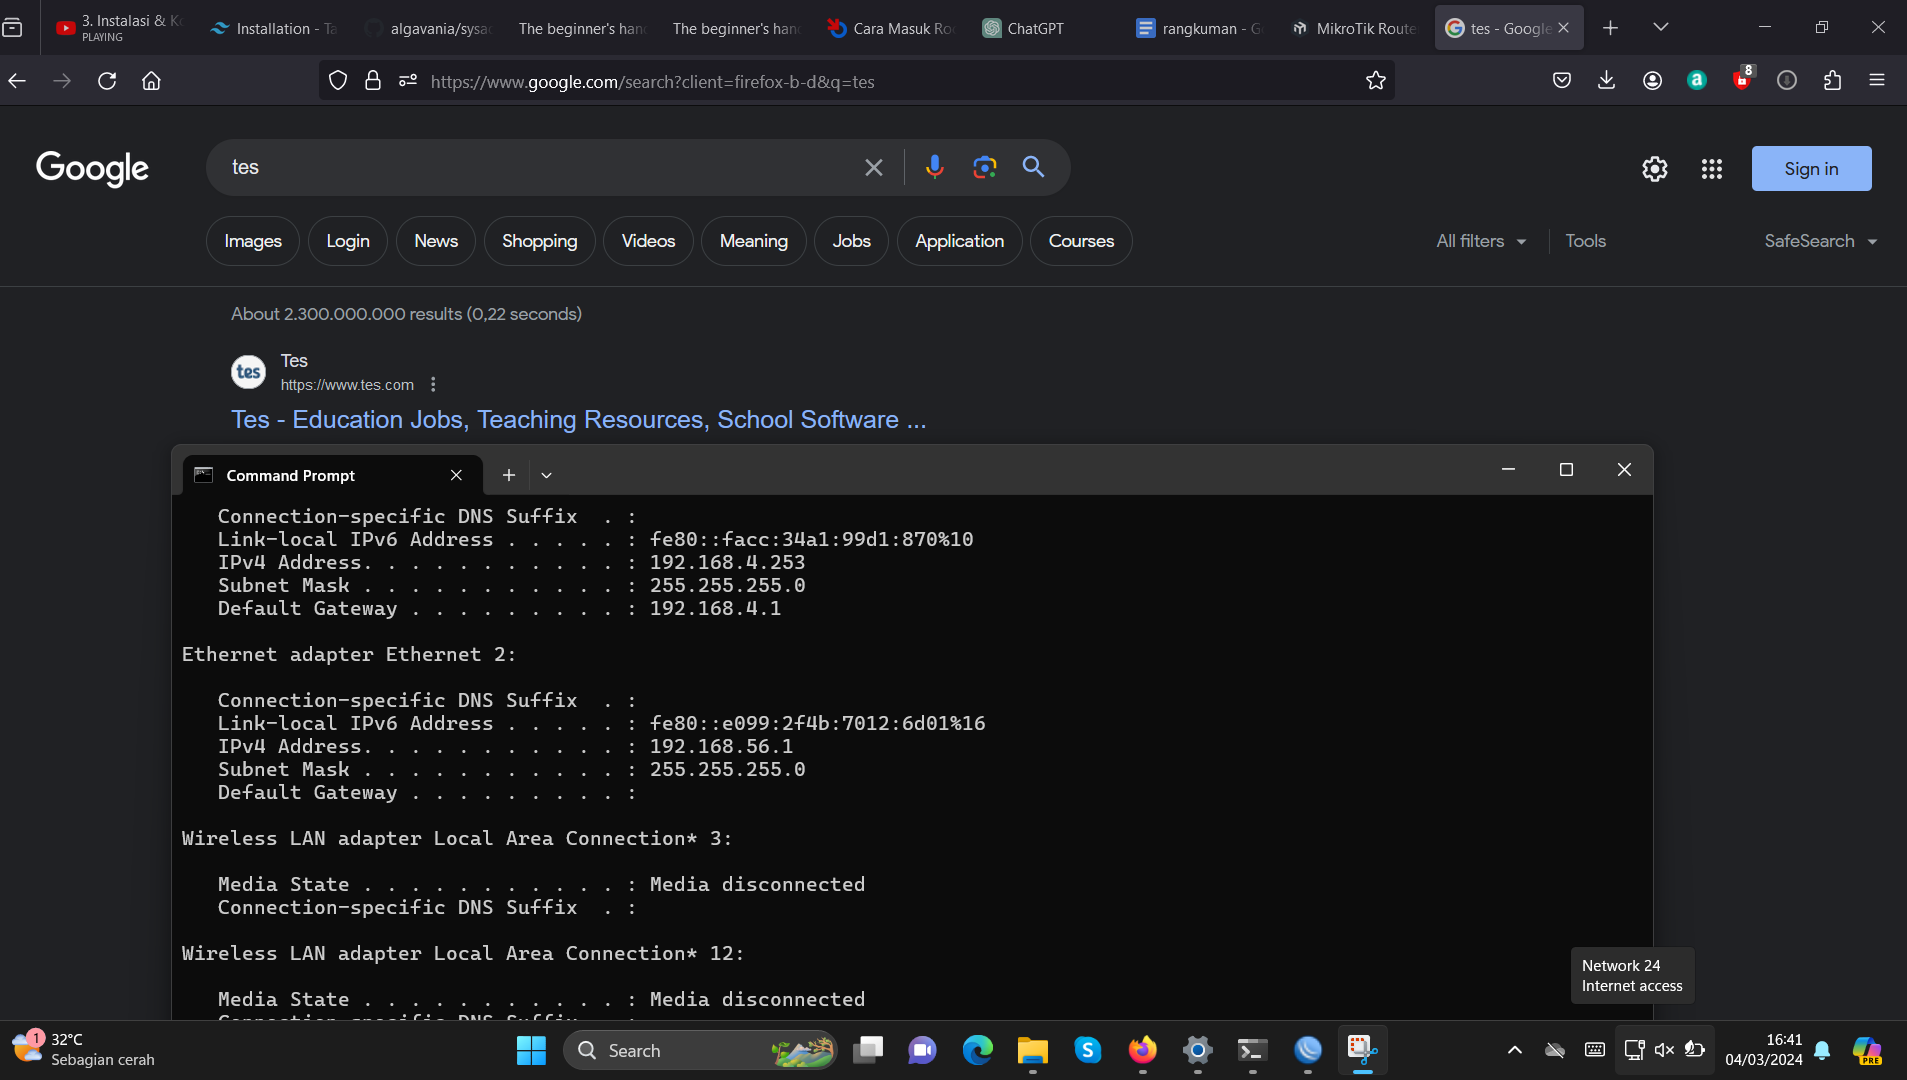 3. Instalasi & K
PLAYING
Installation - Ta
algavania/sysa
The beginner's han
The beginner's han
Cara Masuk Ro
ChatGPT
rangkuman - G
MikroTik Route
tes - Google
https://www.google.com/search?client=firefox-b-d&q=tes
8
Google
tes
Sign in
Images
Login
News
Shopping
Videos
Meaning
Jobs
Application
Courses
All filters
Tools
SafeSearch
About 2.300.000.000 results (0,22 seconds)
tes
Tes
https://www.tes.com
Tes - Education Jobs, Teaching Resources, School Software ...
Command Prompt
Connection-specific DNS Suffix  . :
Link-local IPv6 Address . . . . . : fe80::facc:34a1:99d1:870%10
IPv4 Address. . . . . . . . . . . : 192.168.4.253
Subnet Mask . . . . . . . . . . . : 255.255.255.0
Default Gateway . . . . . . . . . : 192.168.4.1
Ethernet adapter Ethernet 2:
Connection-specific DNS Suffix  . :
Link-local IPv6 Address . . . . . : fe80::e099:2f4b:7012:6d01%16
IPv4 Address. . . . . . . . . . . : 192.168.56.1
Subnet Mask . . . . . . . . . . . : 255.255.255.0
Default Gateway . . . . . . . . . :
Wireless LAN adapter Local Area Connection* 3:
Media State . . . . . . . . . . . : Media disconnected
Connection-specific DNS Suffix  . :
Wireless LAN adapter Local Area Connection* 12:
Media State . . . . . . . . . . . : Media disconnected
Connection-specific DNS Suffix  . :
Network 24
Internet access
1
32°C
Sebagian cerah
Search
16:41
04/03/2024
PRE